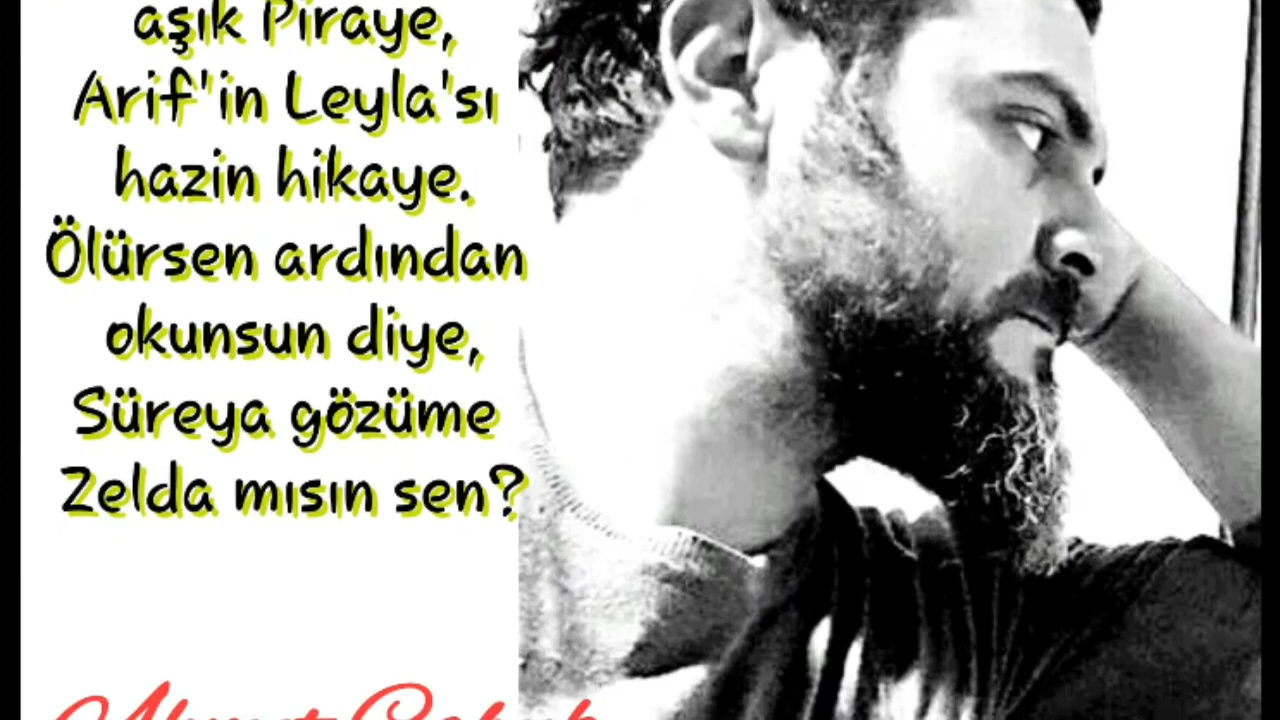 aşık Piraye,
Arif'in Leyla'sı
hazin hikaye.
Ölürsen ardından
okunsun diye,
Süreya gözüme
Zelda mısın sen?